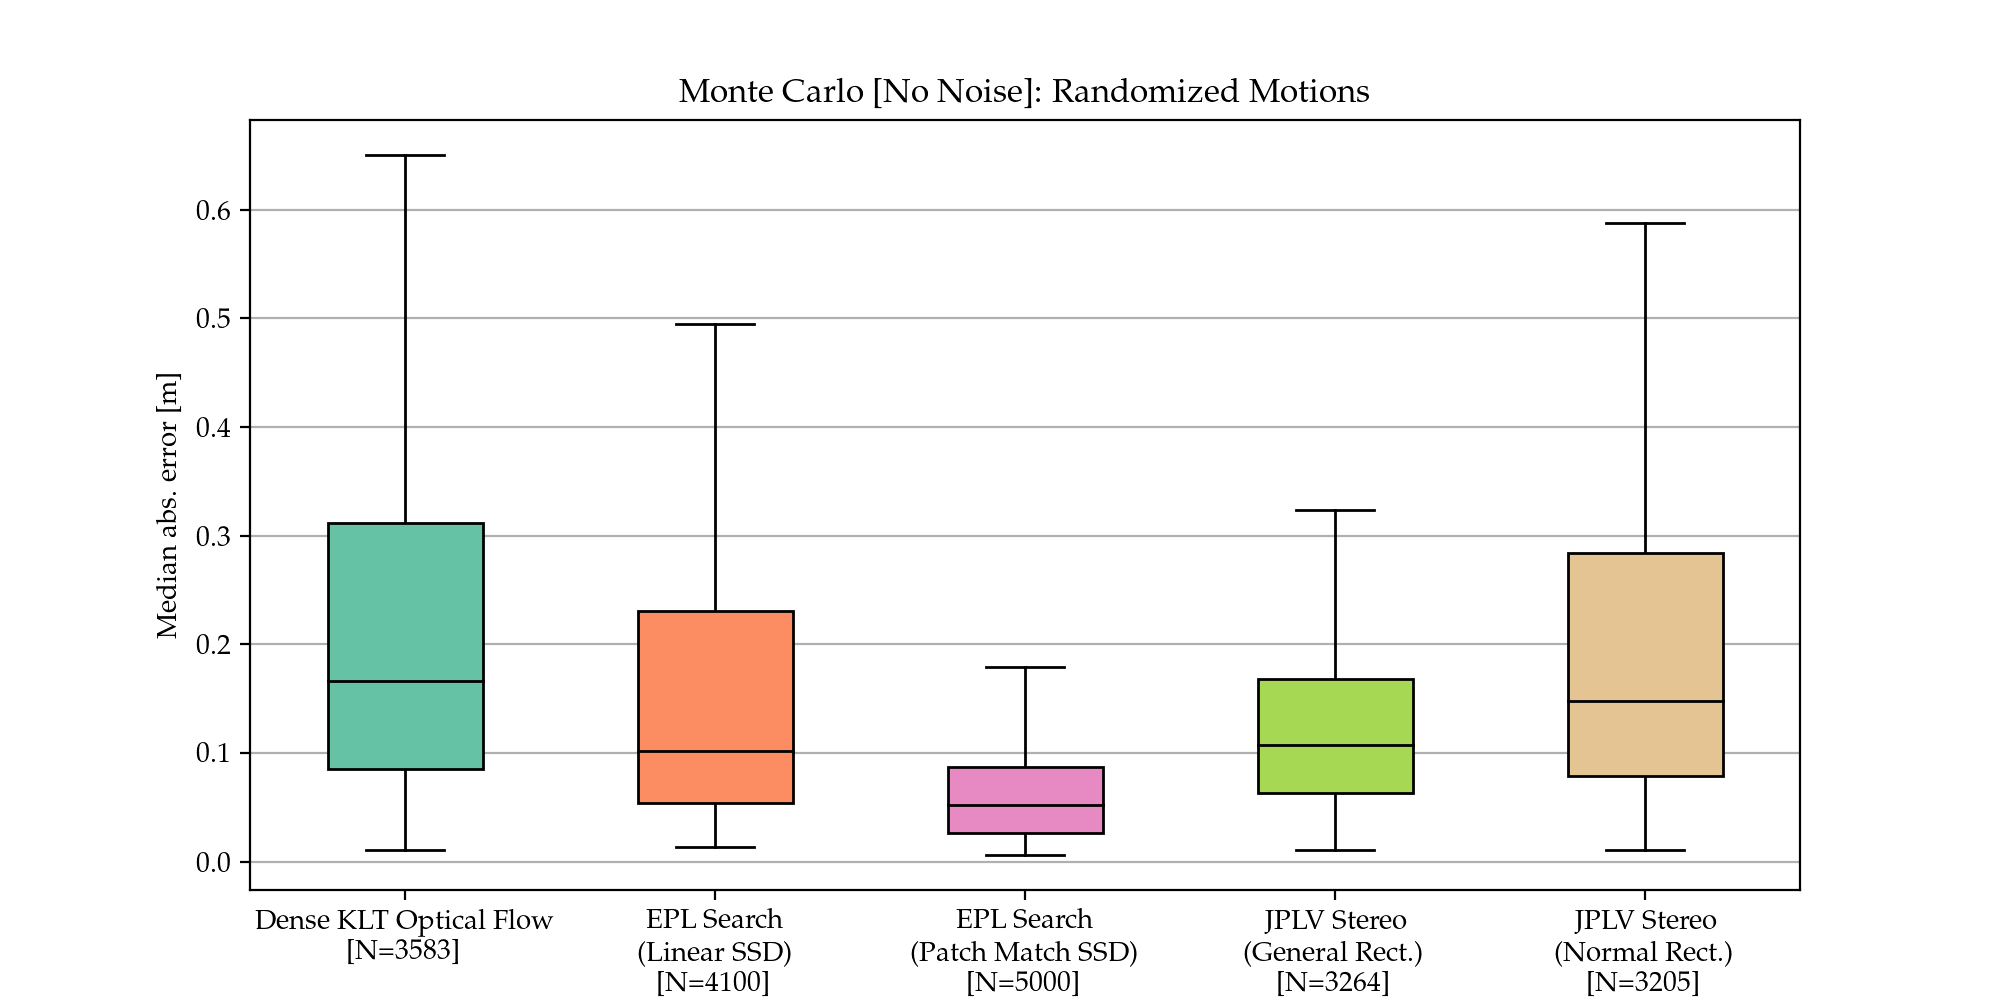 Monte Carlo [No Noise]: Randomized Motions
Median abs. error [m]
0.6
0.5
0.4
0.3
0.2
0.1
0.0
Dense KLT Optical Flow
[N=3583]
EPL Search
(Linear SSD)
[N=4100]
EPL Search
(Patch Match SSD)
[N=5000]
JPLV Stereo
(General Rect.)
[N=3264]
JPLV Stereo
(Normal Rect.)
[N=3205]